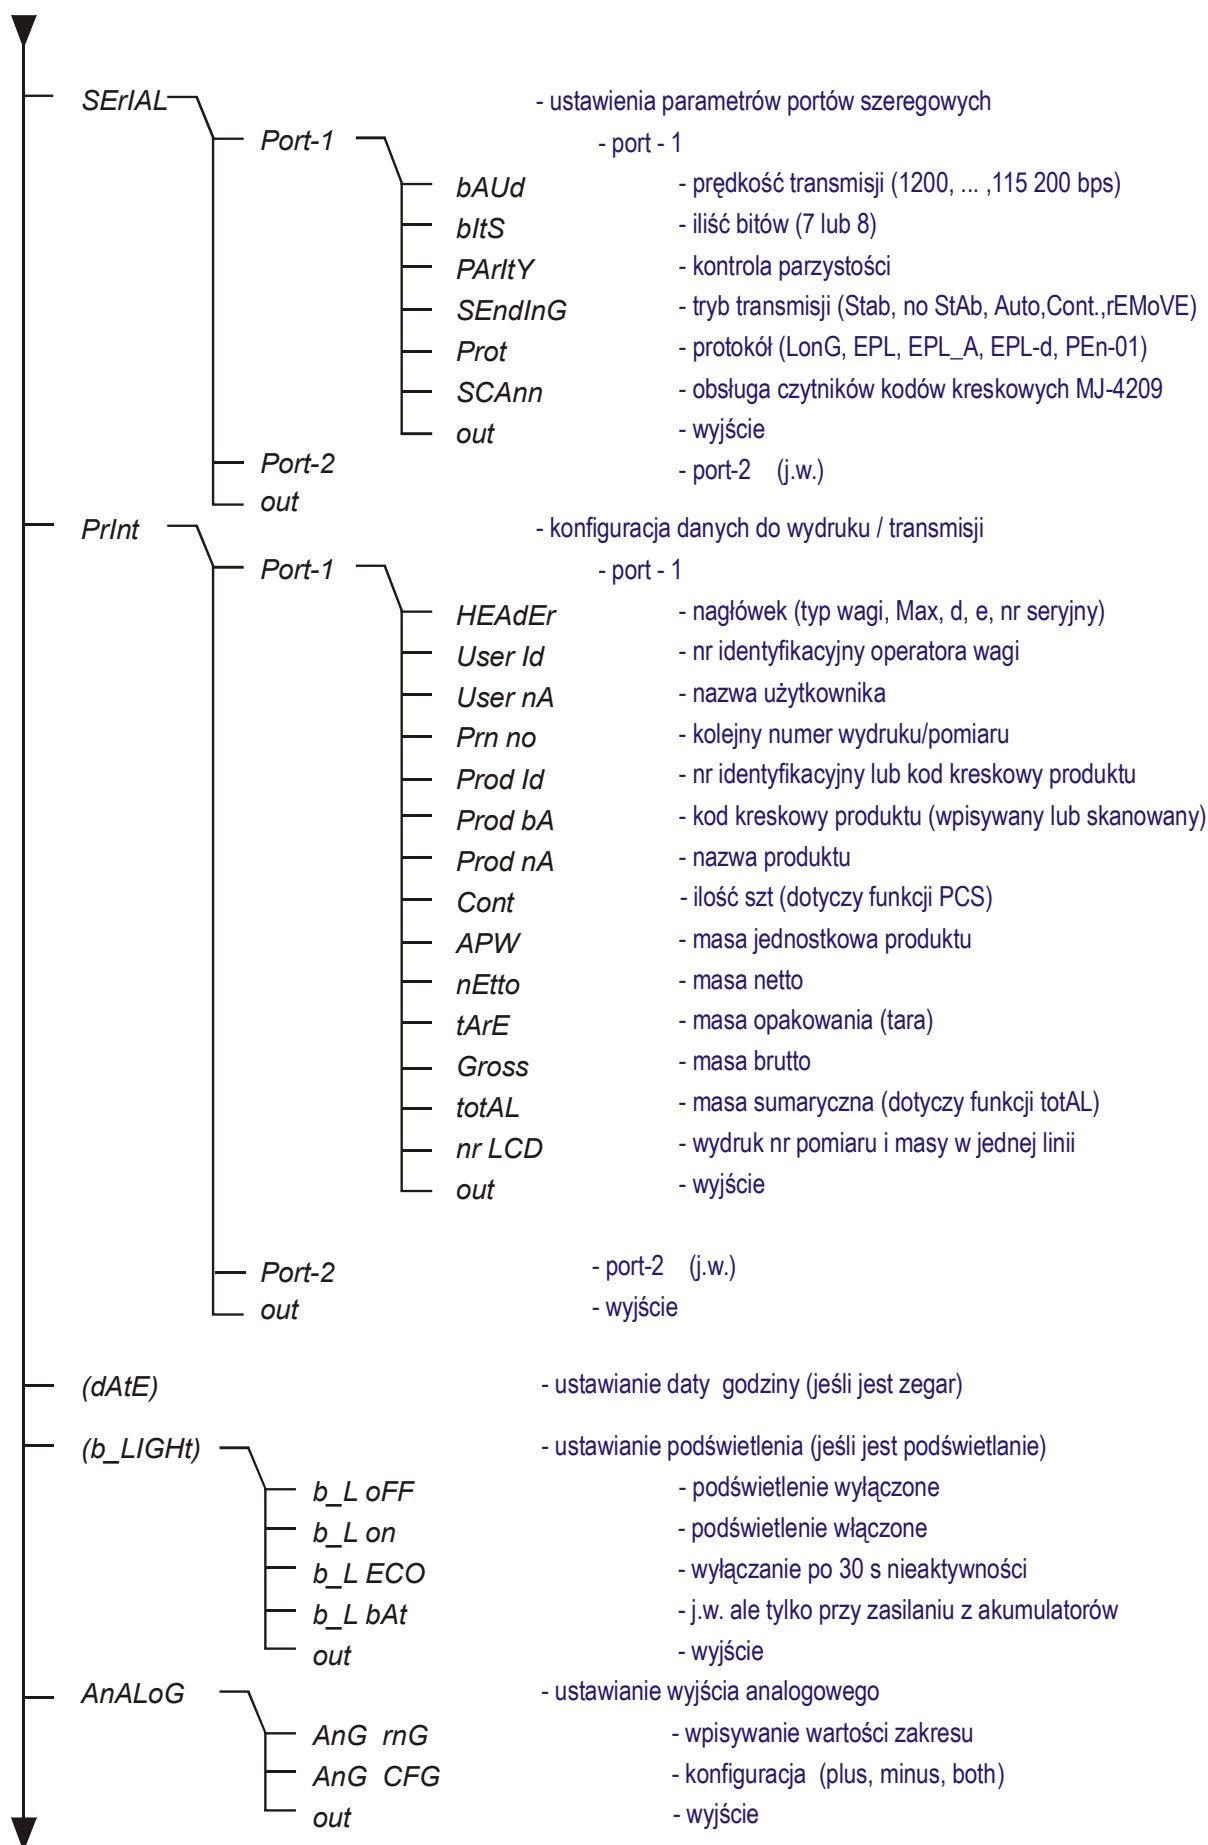 SErIAL - ustawienia parametrów portów szeregowych
Port-1 - port - 1
bAUd - prędkość transmisji (1200, ... ,115 200 bps)
bItS - iliść bitów (7 lub 8)
PArItY - kontrola parzystości
SEndInG - tryb transmisji (Stab, no StAb, Auto,Cont.,rEMoVE)
Prot - protokół (LonG, EPL, EPL_A, EPL-d, PEn-01)
SCAnn - obsługa czytników kodów kreskowych MJ-4209
out - wyjście
Port-2 - port-2 (j.w.)
out
PrInt - konfiguracja danych do wydruku / transmisji
Port-1 - port - 1
HEAdEr - nagłówek (typ wagi, Max, d, e, nr seryjny)
User Id - nr identyfikacyjny operatora wagi
User nA - nazwa użytkownika
Prn no - kolejny numer wydruku/pomiaru
Prod Id - nr identyfikacyjny lub kod kreskowy produktu
Prod bA - kod kreskowy produktu (wpisywany lub skanowany)
Prod nA - nazwa produktu
Cont - ilość szt (dotyczy funkcji PCS)
APW - masa jednostkowa produktu
nEtto - masa netto
tArE - masa opakowania (tara)
Gross - masa brutto
totAL - masa sumaryczna (dotyczy funkcji totAL)
nr LCD - wydruk nr pomiaru i masy w jednej linii
out - wyjście
Port-2 - port-2 (j.w.)
out - wyjście
(dAtE) - ustawianie daty godziny (jeśli jest zegar)
(b_LIGHt) - ustawianie podświetlenia (jeśli jest podświetlanie)
b_L oFF - podświetlenie wyłączone
b_L on - podświetlenie włączone
b_L ECO - wyłączanie po 30 s nieaktywności
b_L bAt - j.w. ale tylko przy zasilaniu z akumulatorów
out - wyjście
AnALoG - ustawianie wyjścia analogowego
AnG rnG - wpisywanie wartości zakresu
AnG CFG - konfiguracja (plus, minus, both)
out - wyjście